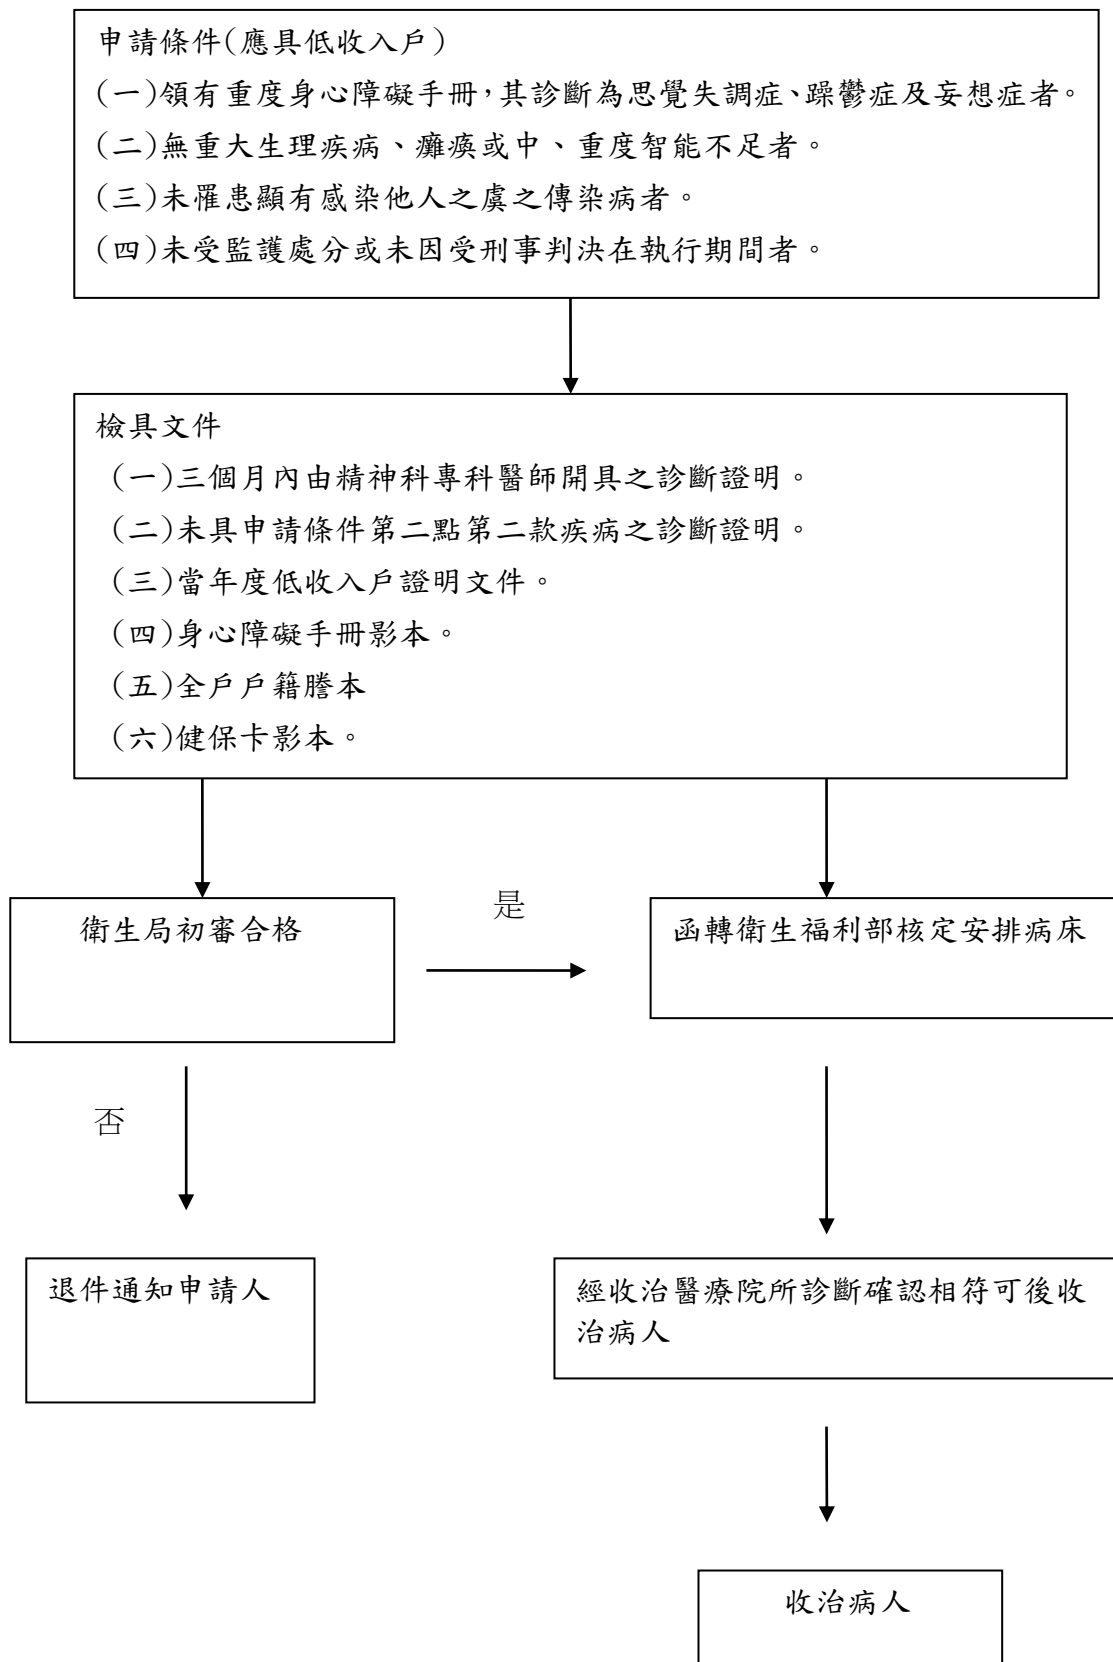 申請條件(應具低收入戶)
(一)領有重度身心障礙手冊，其診斷為思覺失調症、躁鬱症及妄想症者。
(二)無重大生理疾病、癱瘓或中、重度智能不足者。
(三)未罹患顯有感染他人之虞之傳染病者。
(四)未受監護處分或未因受刑事判決在執行期間者。
檢具文件
(一)三個月內由精神科專科醫師開具之診斷證明。
(二)未具申請條件第二點第二款疾病之診斷證明。
(三)當年度低收入戶證明文件。
(四)身心障礙手冊影本。
(五)全戶戶籍謄本
(六)健保卡影本。
衛生局初審合格
是
函轉衛生福利部核定安排病床
否
退件通知申請人
經收治醫療院所診斷確認相符可後收
治病人
收治病人